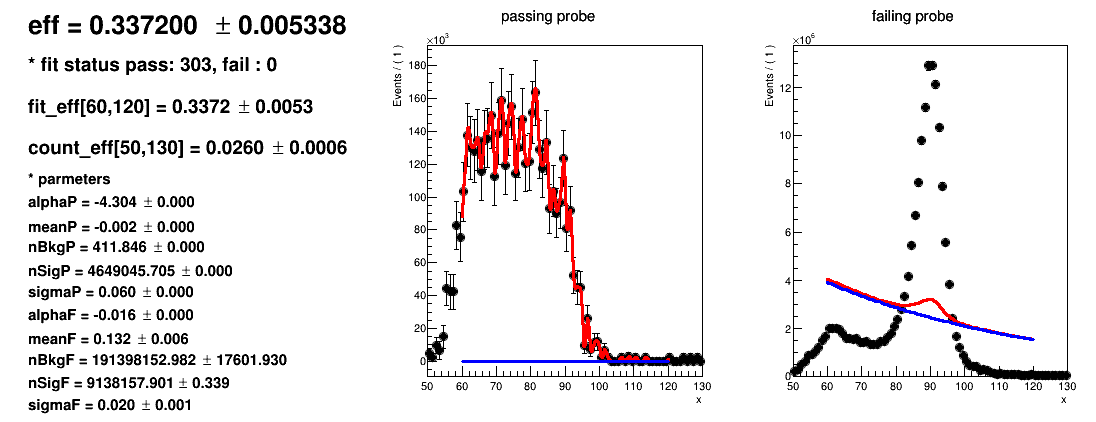 eff = 0.337200 ± 0.005338
* fit status pass: 303, fail : 0
fit_eff[60,120] = 0.3372 ± 0.0053
count_eff[50,130] = 0.0260 ± 0.0006
* parmeters
alphaP = -4.304 ± 0.000
meanP = -0.002 ± 0.000
nBkgP = 411.846 ± 0.000
nSigP = 4649045.705 ± 0.000
sigmaP = 0.060 ± 0.000
alphaF = -0.016 ± 0.000
meanF = 0.132 ± 0.006
nBkgF = 191398152.982 ± 17601.930
nSigF = 9138157.901 ± 0.339
sigmaF = 0.020 ± 0.001
passing probe
×10³
Events / ( 1 )
180
160
140
120
100
80
60
40
20
0
50 60 70 80 90 100 110 120 130
x
failing probe
×10⁶
Events / ( 1 )
12
10
8
6
4
2
0
50 60 70 80 90 100 110 120 130
x